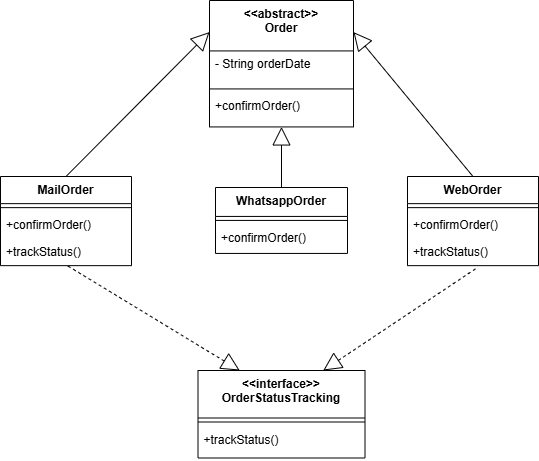 <<abstract>>
Order
- String orderDate
+confirmOrder()
MailOrder
+confirmOrder()
+trackStatus()
WhatsappOrder
+confirmOrder()
WebOrder
+confirmOrder()
+trackStatus()
<<interface>>
OrderStatusTracking
+trackStatus()